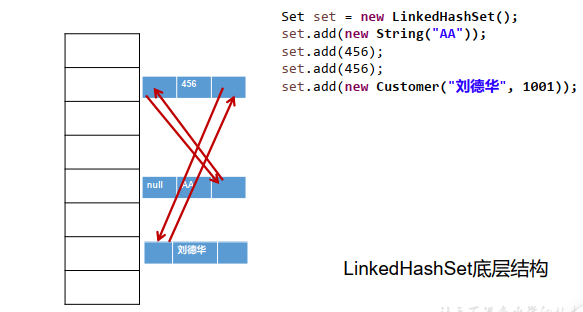 Set set = new LinkedHashSet();
set.add(new String("AA"));
set.add(456);
set.add(456);
set.add(new Customer("刘德华", 1001));
456
null AA
刘德华
LinkedHashSet底层结构